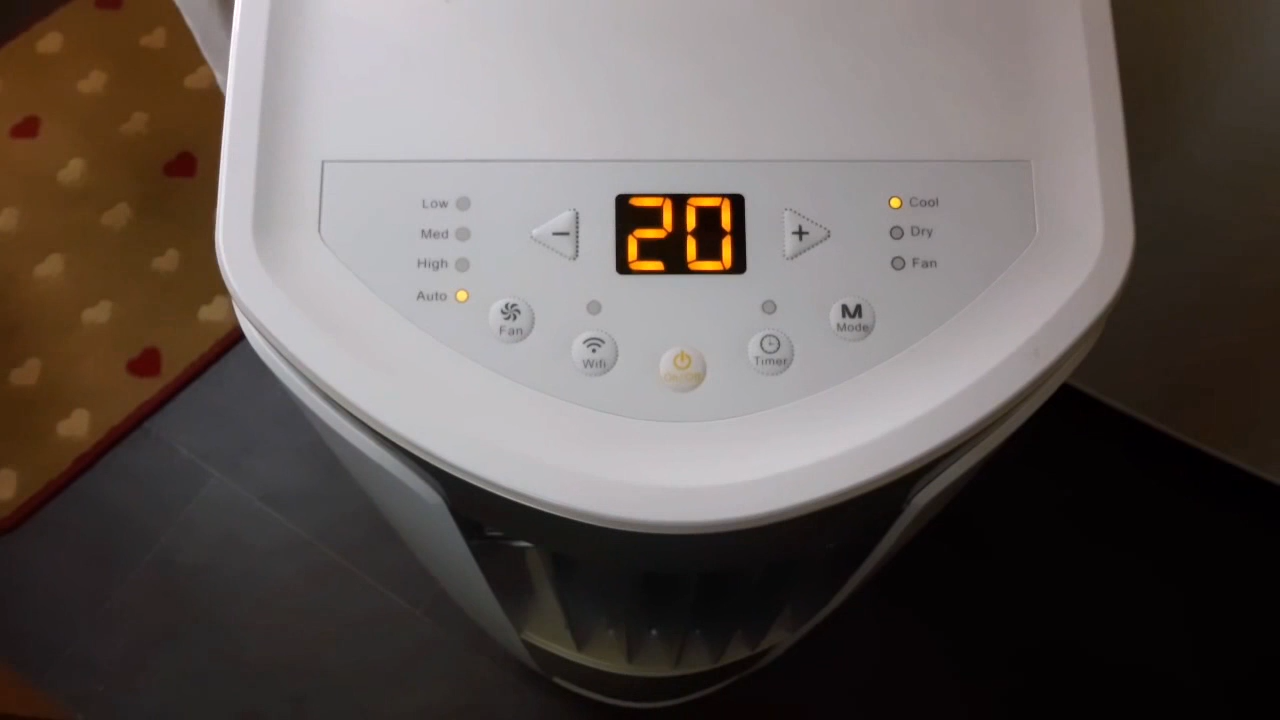 Low
Med
High
Auto
−
20
+
Cool
Dry
Fan
Fan
Wifi
Timer
M
Mode